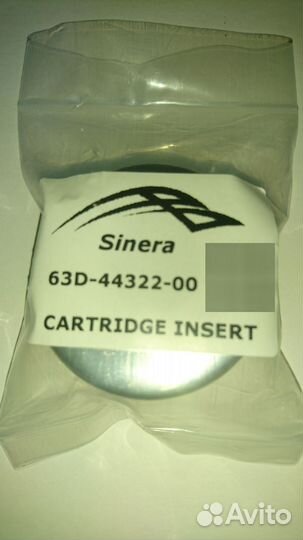 Sinera
63D-44322-00
CARTRIDGE INSERT
Avito